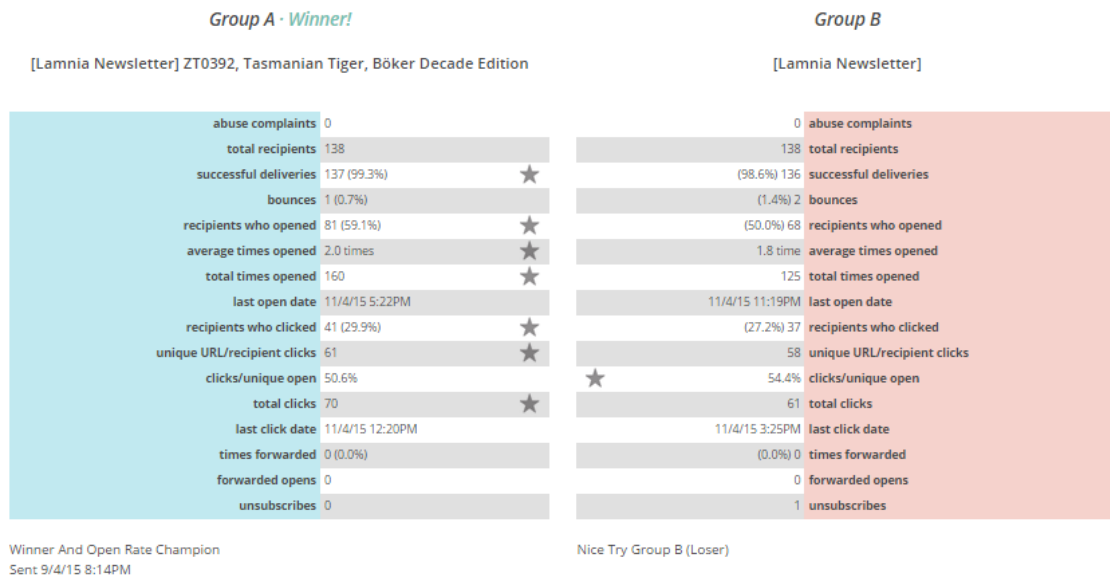 Group A · Winner!
[Lamnia Newsletter] ZT0392, Tasmanian Tiger, Böker Decade Edition
abuse complaints 0
total recipients 138
successful deliveries 137 (99.3%)
bounces 1 (0.7%)
recipients who opened 81 (59.1%)
average times opened 2.0 times
total times opened 160
last open date 11/4/15 5:22PM
recipients who clicked 41 (29.9%)
unique URL/recipient clicks 61
clicks/unique open 50.6%
total clicks 70
last click date 11/4/15 12:20PM
times forwarded 0 (0.0%)
forwarded opens 0
unsubscribes 0
Winner And Open Rate Champion
Sent 9/4/15 8:14PM
Group B
[Lamnia Newsletter]
0 abuse complaints
138 total recipients
(98.6%) 136 successful deliveries
(1.4%) 2 bounces
(50.0%) 68 recipients who opened
1.8 time average times opened
125 total times opened
11/4/15 11:19PM last open date
(27.2%) 37 recipients who clicked
58 unique URL/recipient clicks
54.4% clicks/unique open
61 total clicks
11/4/15 3:25PM last click date
(0.0%) 0 times forwarded
0 forwarded opens
1 unsubscribes
Nice Try Group B (Loser)